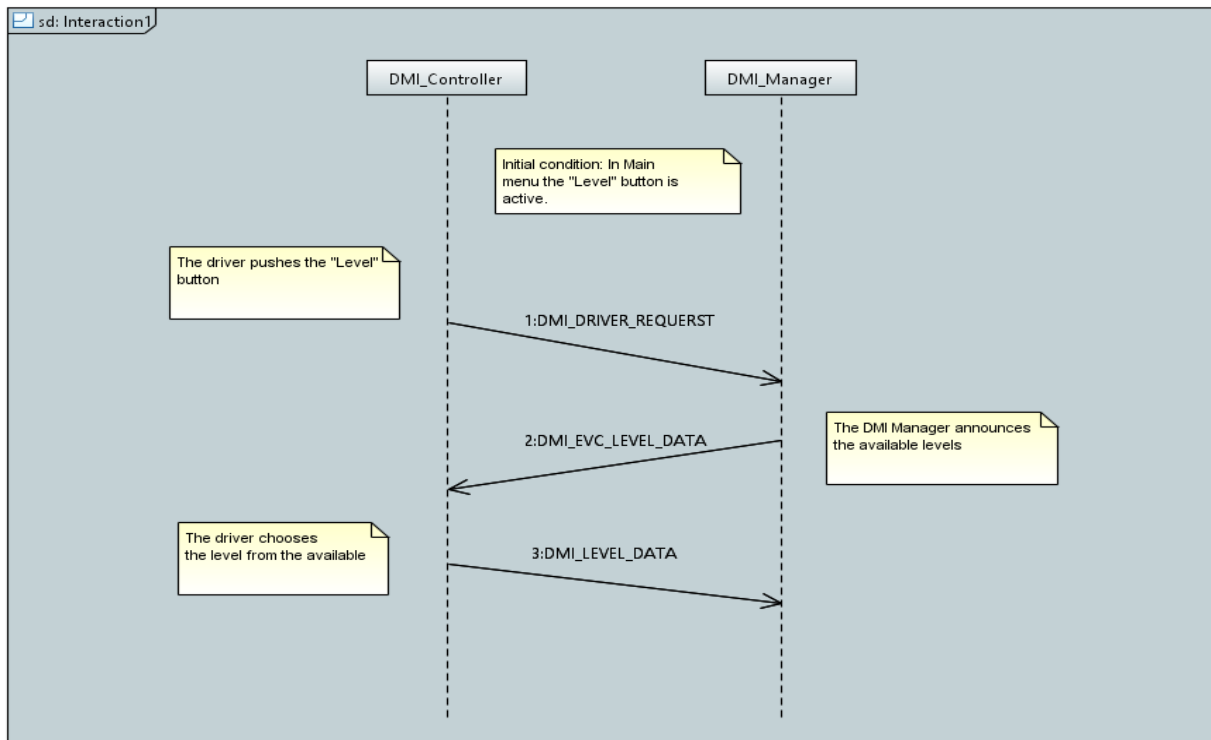 sd: Interaction1
DMI_Controller
DMI_Manager
Initial condition: In Main
menu the "Level" button is
active.
The driver pushes the "Level"
button
1:DMI_DRIVER_REQUERST
The DMI Manager announces
the available levels
2:DMI_EVC_LEVEL_DATA
The driver chooses
the level from the available
3:DMI_LEVEL_DATA